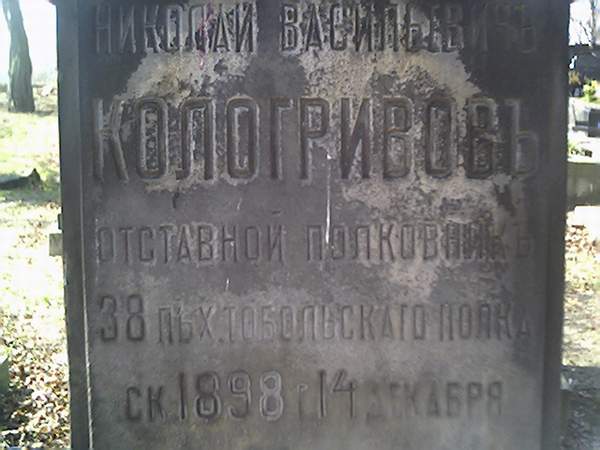 НИКОЛАЙ ВАСИЛЬЕВИЧЪ
КОЛОГРИВОВЪ
ОТСТАВНОЙ ПОЛКОВНИКЪ
38 ПѢХ. ТОБОЛЬСКАГО ПОЛКА
СК. 1898 Г. 14 ДЕКАБРЯ